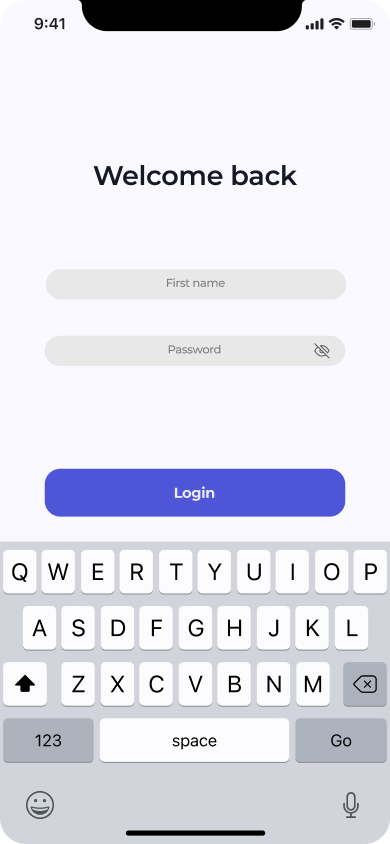 9:41
Welcome back
First name
Password
Login
Q W E R T Y U I O P
A S D F G H J K L
Z X C V B N M
123 space Go